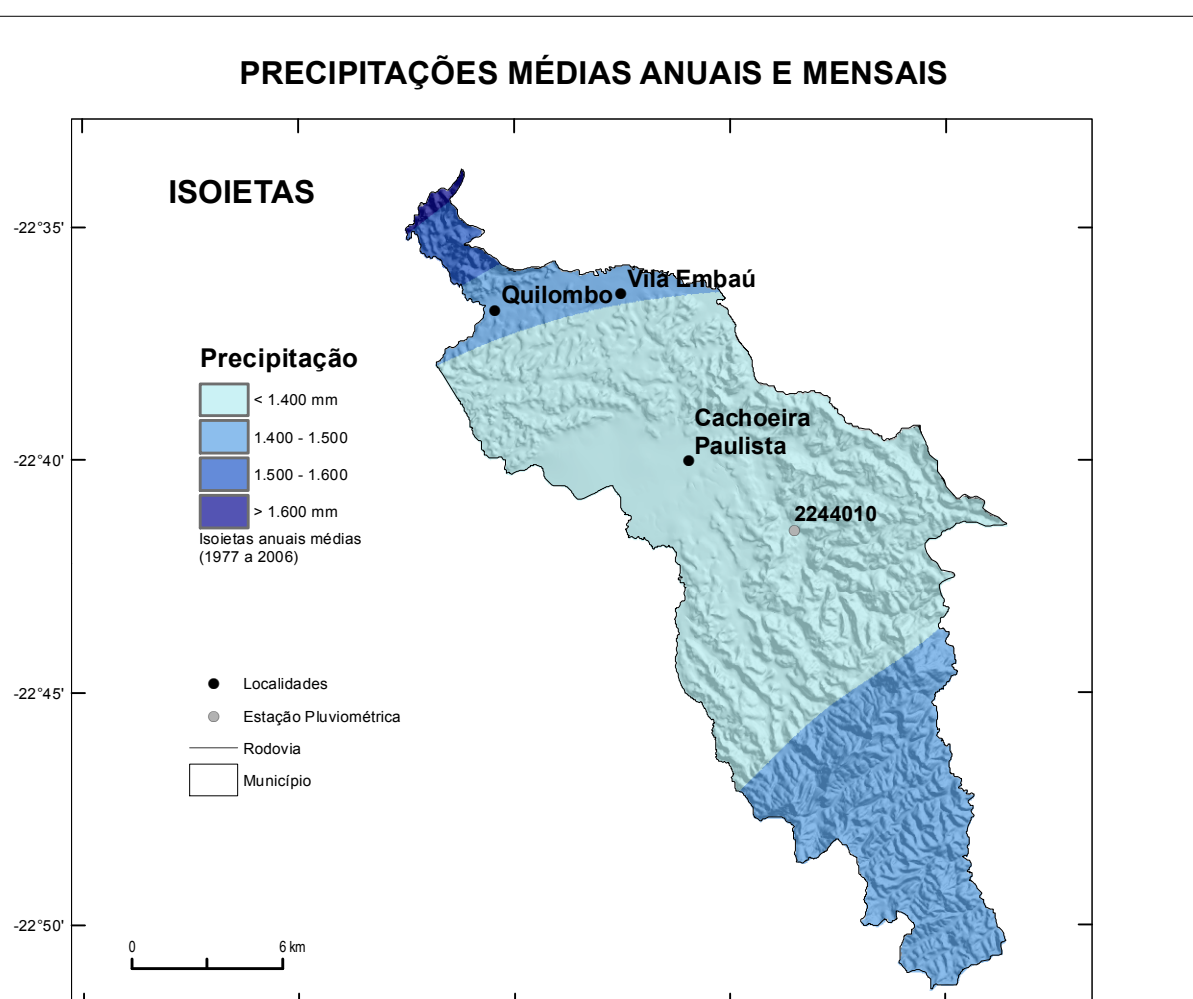 PRECIPITAÇÕES MÉDIAS ANUAIS E MENSAIS
ISOIETAS
-22°35'
Vila Embaú
Quilombo
Precipitação
< 1.400 mm
1.400 - 1.500
1.500 - 1.600
> 1.600 mm
Isoietas anuais médias
(1977 a 2006)
Cachoeira
Paulista
-22°40'
2244010
Localidades
-22°45'
Estação Pluviométrica
Rodovia
Município
-22°50'
0 6 km